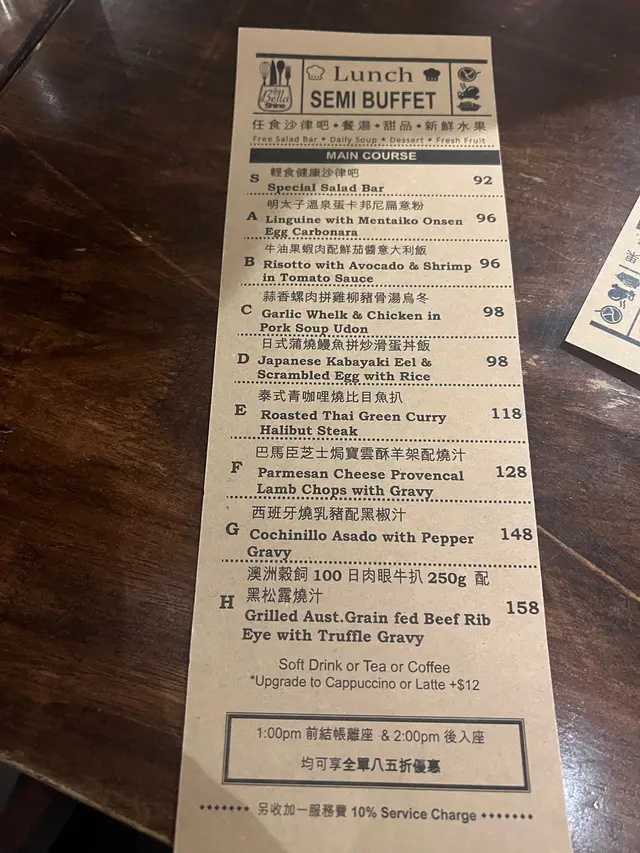 Lunch
Bella
Shine
SEMI BUFFET
任食沙律吧 • 餐湯 • 甜品 • 新鮮水果
Free Salad Bar • Daily Soup • Dessert • Fresh Fruit
MAIN COURSE
S 輕食健康沙律吧 92
Special Salad Bar
明太子溫泉蛋卡邦尼扁意粉
A Linguine with Mentaiko Onsen 96
Egg Carbonara
牛油果蝦肉配鮮茄醬意大利飯
B Risotto with Avocado & Shrimp 96
in Tomato Sauce
蒜香螺肉拼雞柳豬骨湯烏冬
C Garlic Whelk & Chicken in 98
Pork Soup Udon
日式蒲燒鰻魚拼炒滑蛋丼飯
D Japanese Kabayaki Eel & 98
Scrambled Egg with Rice
泰式青咖哩燒比目魚扒
E Roasted Thai Green Curry 118
Halibut Steak
巴馬臣芝士焗寶雲酥羊架配燒汁
F Parmesan Cheese Provencal 128
Lamb Chops with Gravy
西班牙燒乳豬配黑椒汁
G Cochinillo Asado with Pepper 148
Gravy
澳洲穀飼 100 日肉眼牛扒 250g 配
H 黑松露燒汁 158
Grilled Aust.Grain fed Beef Rib
Eye with Truffle Gravy
Soft Drink or Tea or Coffee
*Upgrade to Cappuccino or Latte +$12
1:00pm 前結帳離座 & 2:00pm 後入座
均可享全單八五折優惠
另收加一服務費 10% Service Charge
果